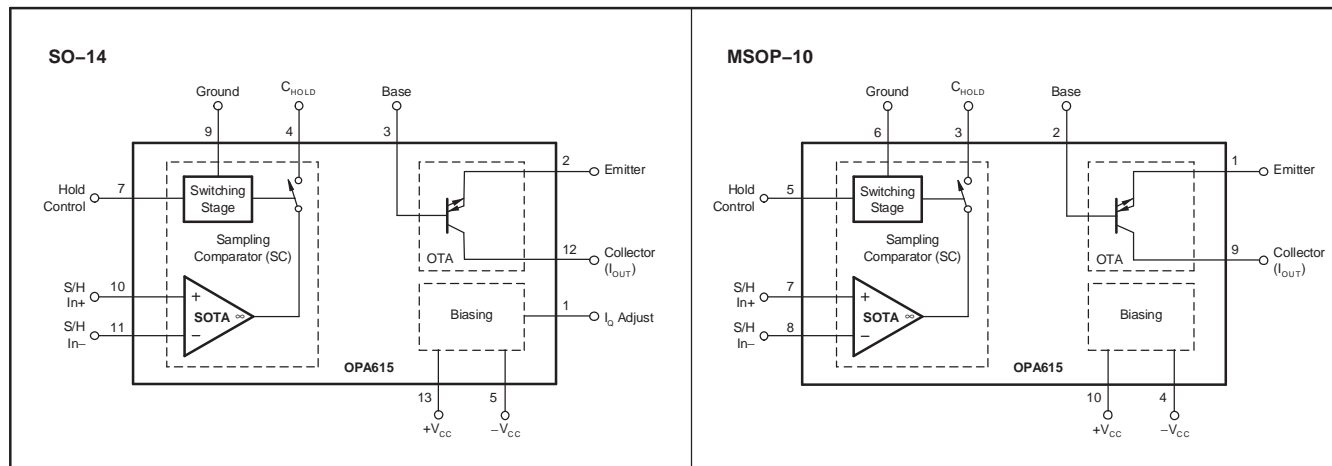 SO–14
Ground
C_HOLD
Base
9
4
3
Hold
Control
7
Switching
Stage
Sampling
Comparator (SC)
2
Emitter
OTA
12
Collector
(I_OUT)
S/H
In+
10
S/H
In–
11
+
SOTA ∞
–
Biasing
1
I_Q Adjust
OPA615
13
5
+V_CC
–V_CC
MSOP–10
Ground
C_HOLD
Base
6
3
2
Hold
Control
5
Switching
Stage
Sampling
Comparator (SC)
1
Emitter
OTA
9
Collector
(I_OUT)
S/H
In+
7
S/H
In–
8
+
SOTA ∞
–
Biasing
OPA615
10
4
+V_CC
–V_CC